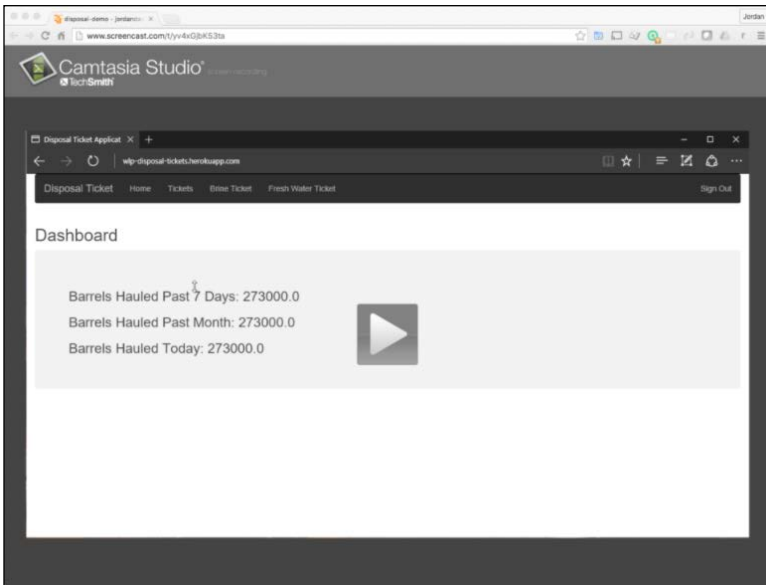 disposal-demo - jordandc
Jordan
www.screencast.com/t/yv4xGjbKS3ta
Camtasia Studio®
TechSmith
Disposal Ticket Applicat
wlp-disposal-tickets.herokuapp.com
Disposal Ticket Home Tickets Brine Ticket Fresh Water Ticket Sign Out
Dashboard
Barrels Hauled Past 7 Days: 273000.0
Barrels Hauled Past Month: 273000.0
Barrels Hauled Today: 273000.0